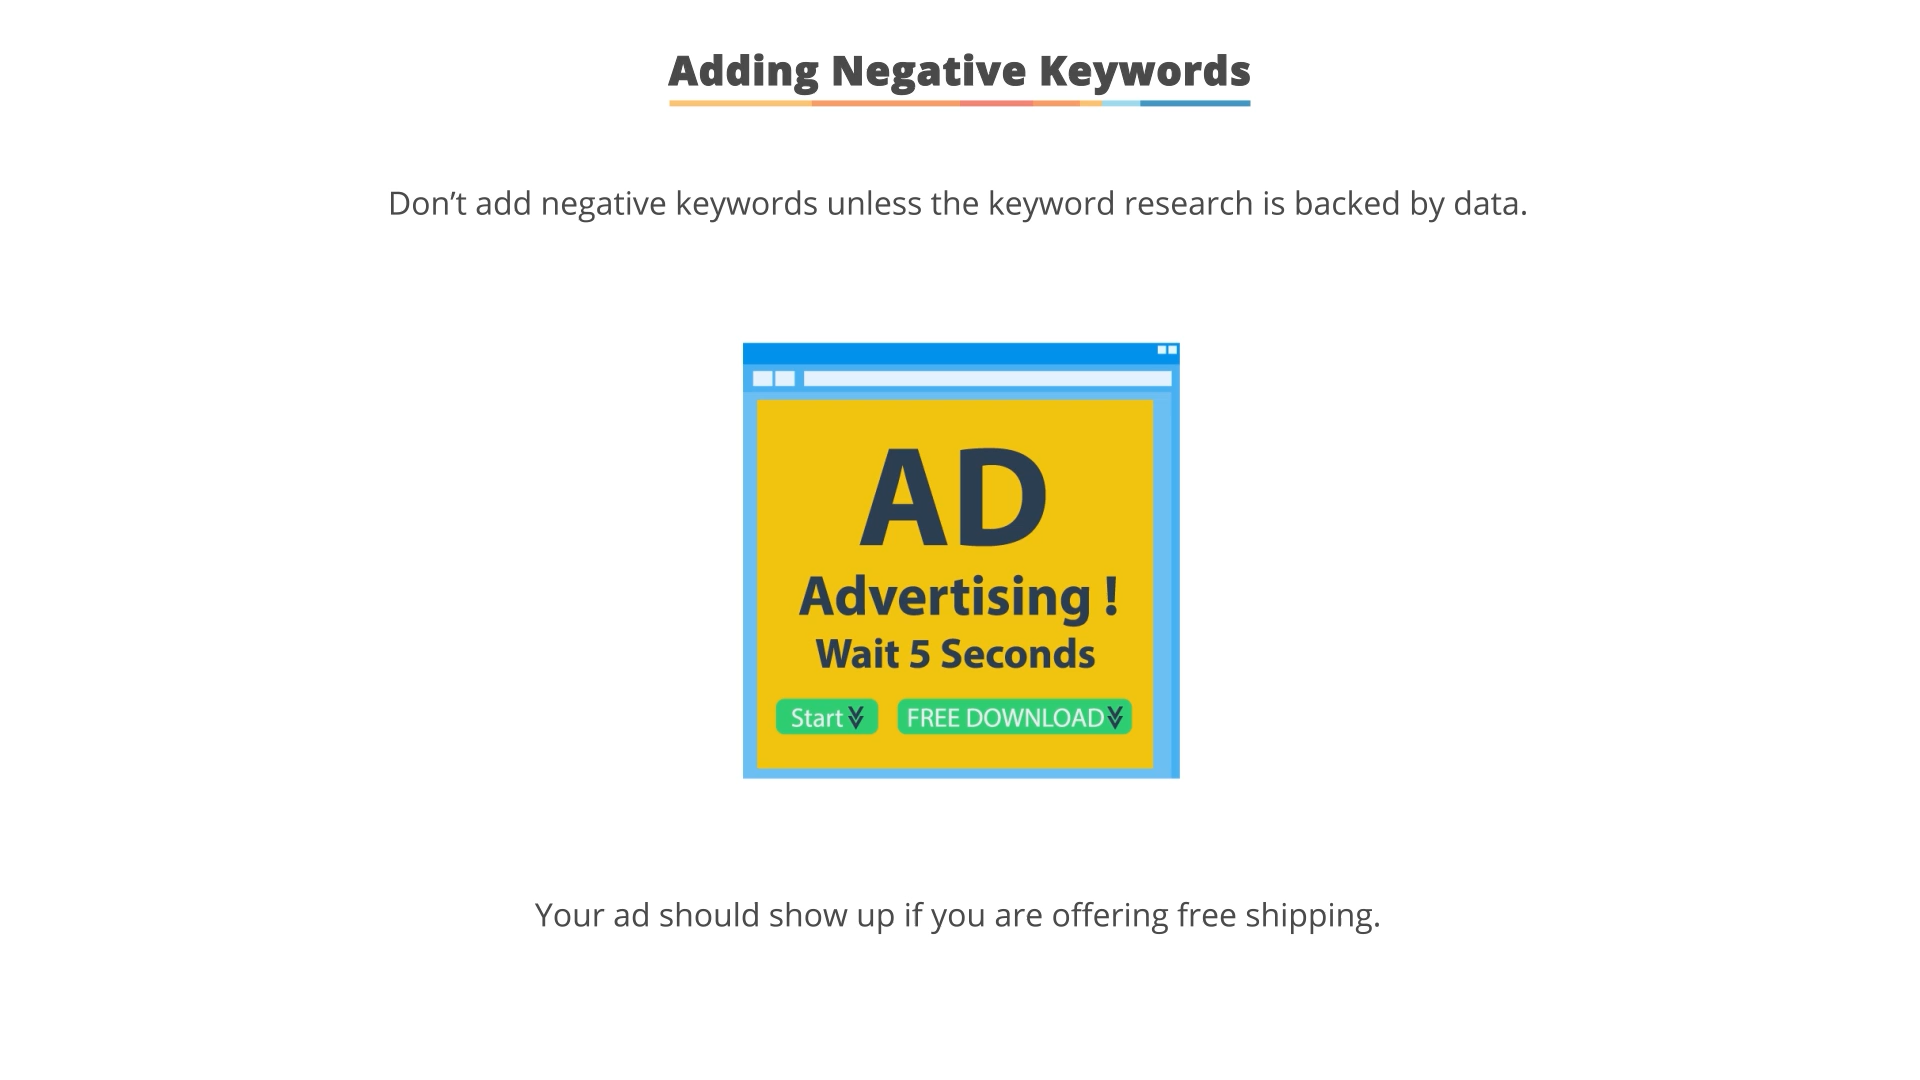 Adding Negative Keywords
Don’t add negative keywords unless the keyword research is backed by data.
AD
Advertising !
Wait 5 Seconds
Start
FREE DOWNLOAD
Your ad should show up if you are offering free shipping.